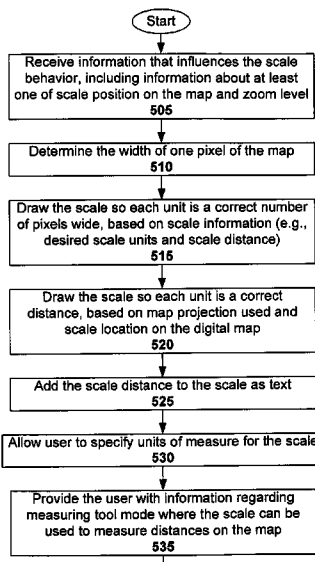 Start
Receive information that influences the scale
behavior, including information about at least
one of scale position on the map and zoom level
505
Determine the width of one pixel of the map
510
Draw the scale so each unit is a correct number
of pixels wide, based on scale information (e.g.,
desired scale units and scale distance)
515
Draw the scale so each unit is a correct
distance, based on map projection used and
scale location on the digital map
520
Add the scale distance to the scale as text
525
Allow user to specify units of measure for the scale
530
Provide the user with information regarding
measuring tool mode where the scale can be
used to measure distances on the map
535